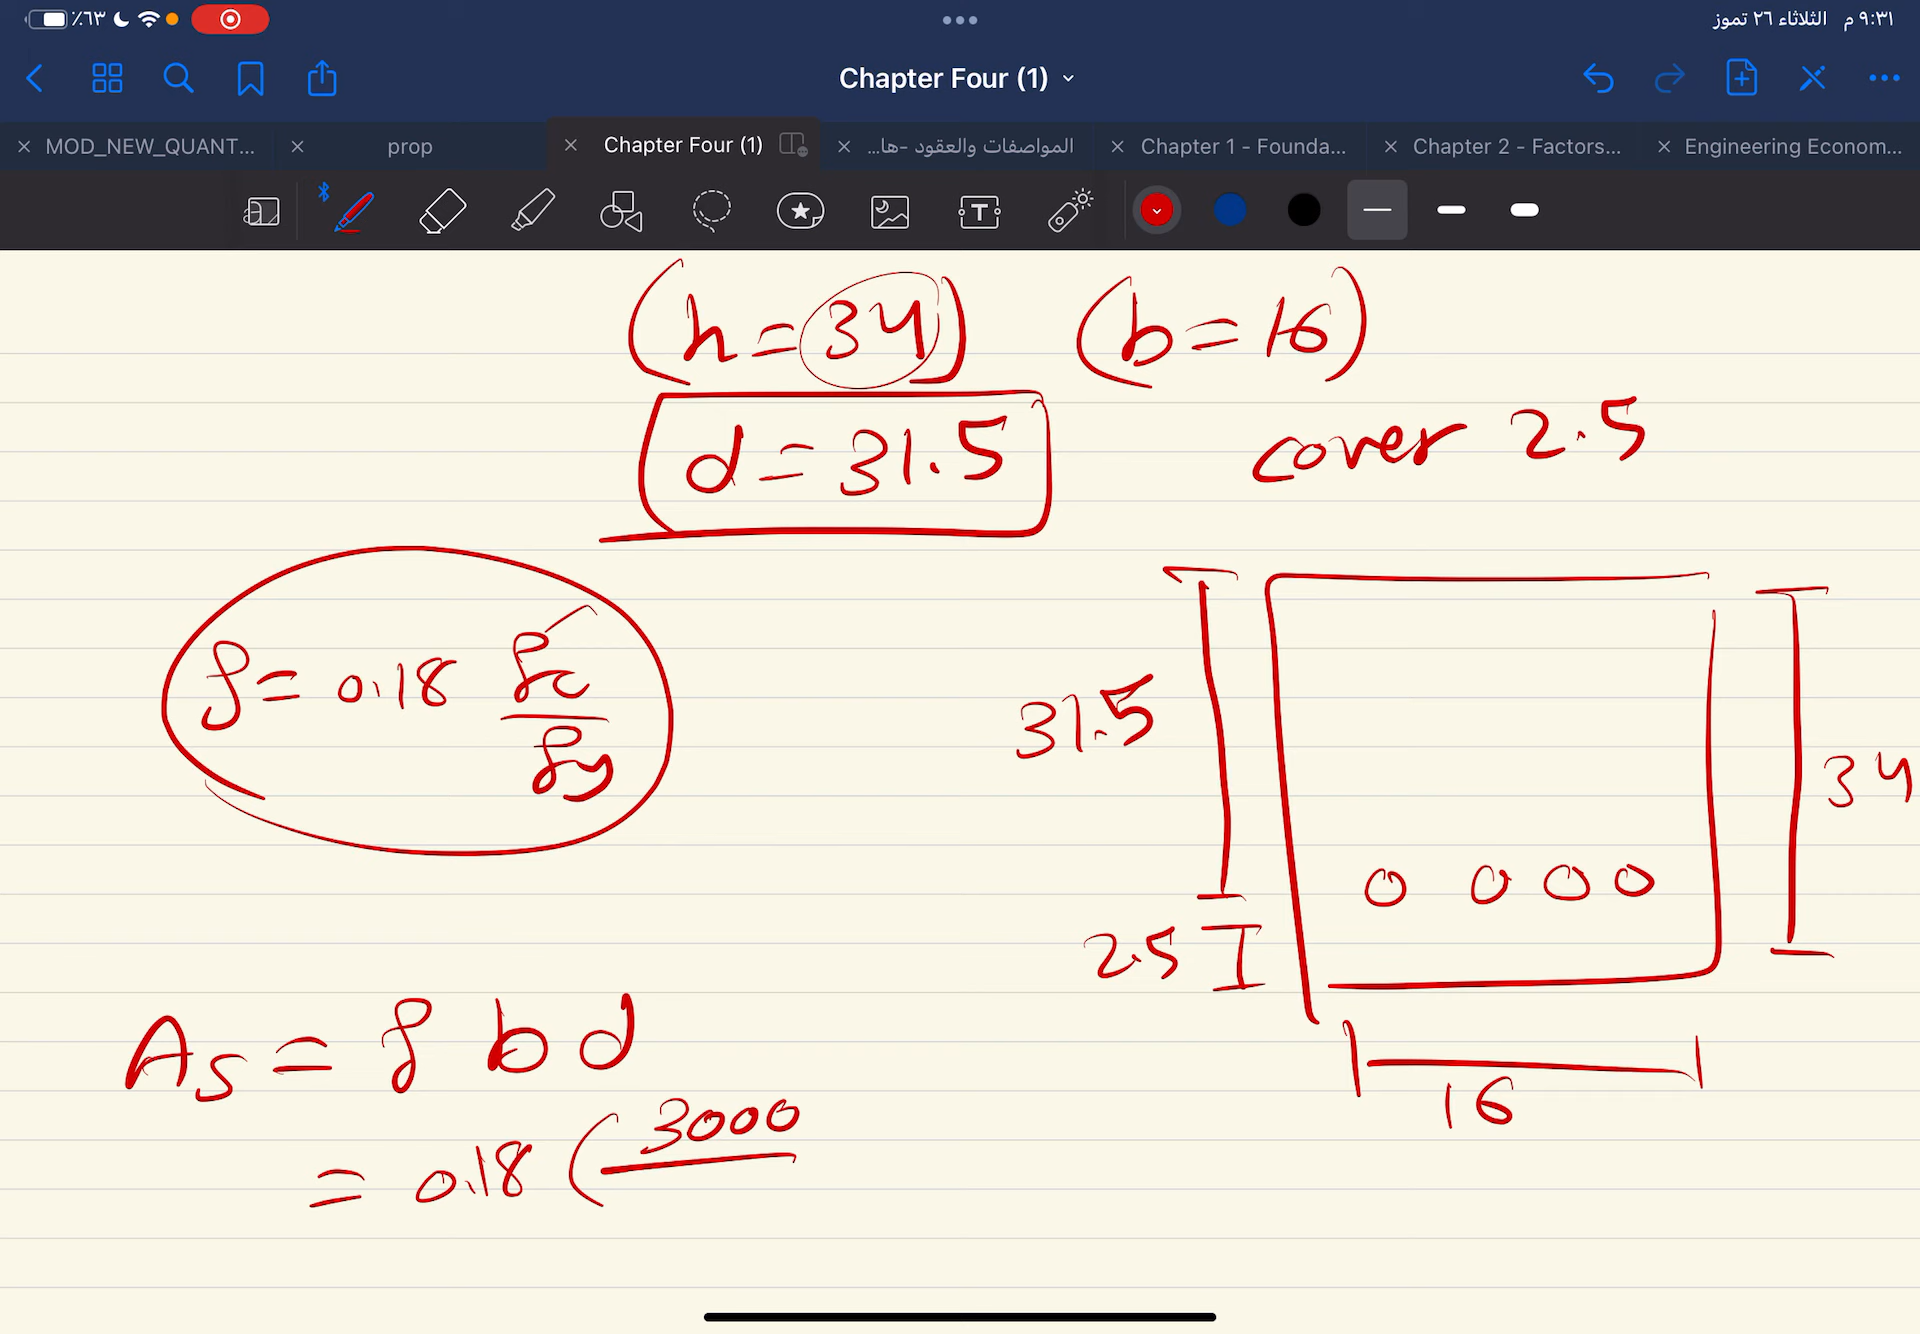 ٪٦٣
٩:٣١ م الثلاثاء ٢٦ تموز
Chapter Four (1)
MOD_NEW_QUANT...
prop
Chapter Four (1)
المواصفات والعقود -ها...
Chapter 1 - Founda...
Chapter 2 - Factors...
Engineering Econom...
(h=34) (b=16)
d=31.5
cover 2.5
ρ= 0.18 fc'/fy
31.5
34
2.5
16
As = ρ b d
= 0.18 (3000